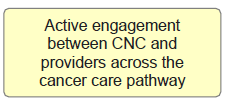 Active engagement
between CNC and
providers across the
cancer care pathway